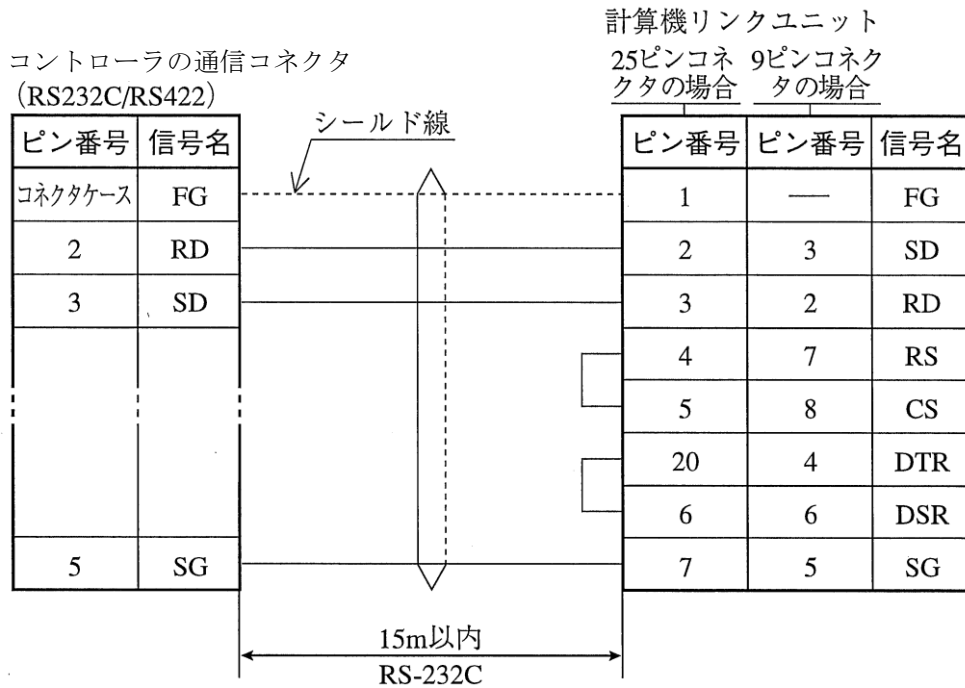 計算機リンクユニット
コントローラの通信コネクタ
(RS232C/RS422)
25ピンコネ
クタの場合
9ピンコネク
タの場合
ピン番号 信号名
コネクタケース FG
2 RD
3 SD
5 SG
シールド線
ピン番号 ピン番号 信号名
1 — FG
2 3 SD
3 2 RD
4 7 RS
5 8 CS
20 4 DTR
6 6 DSR
7 5 SG
15m以内
RS-232C